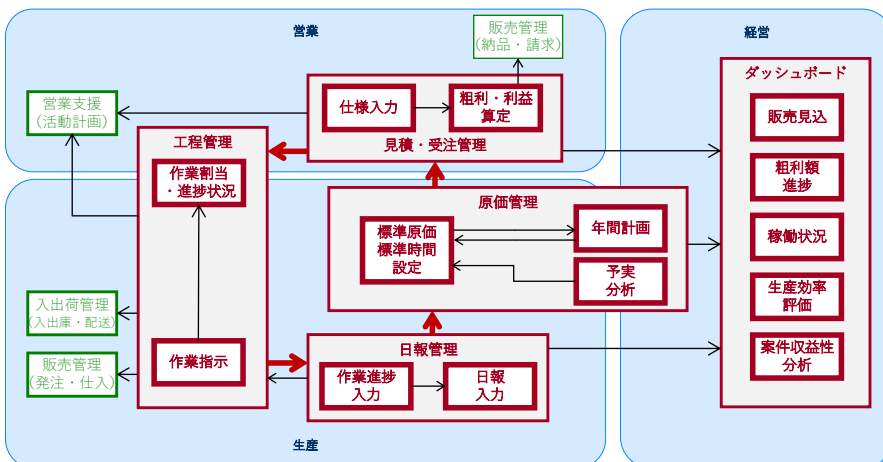 営業
販売管理
(納品・請求)
経営
営業支援
(活動計画)
仕様入力
粗利・利益
算定
見積・受注管理
工程管理
作業割当
・進捗状況
作業指示
原価管理
標準原価
標準時間
設定
年間計画
予実
分析
入出荷管理
(入出庫・配送)
販売管理
(発注・仕入)
日報管理
作業進捗
入力
日報
入力
生産
ダッシュボード
販売見込
粗利額
進捗
稼働状況
生産効率
評価
案件収益性
分析